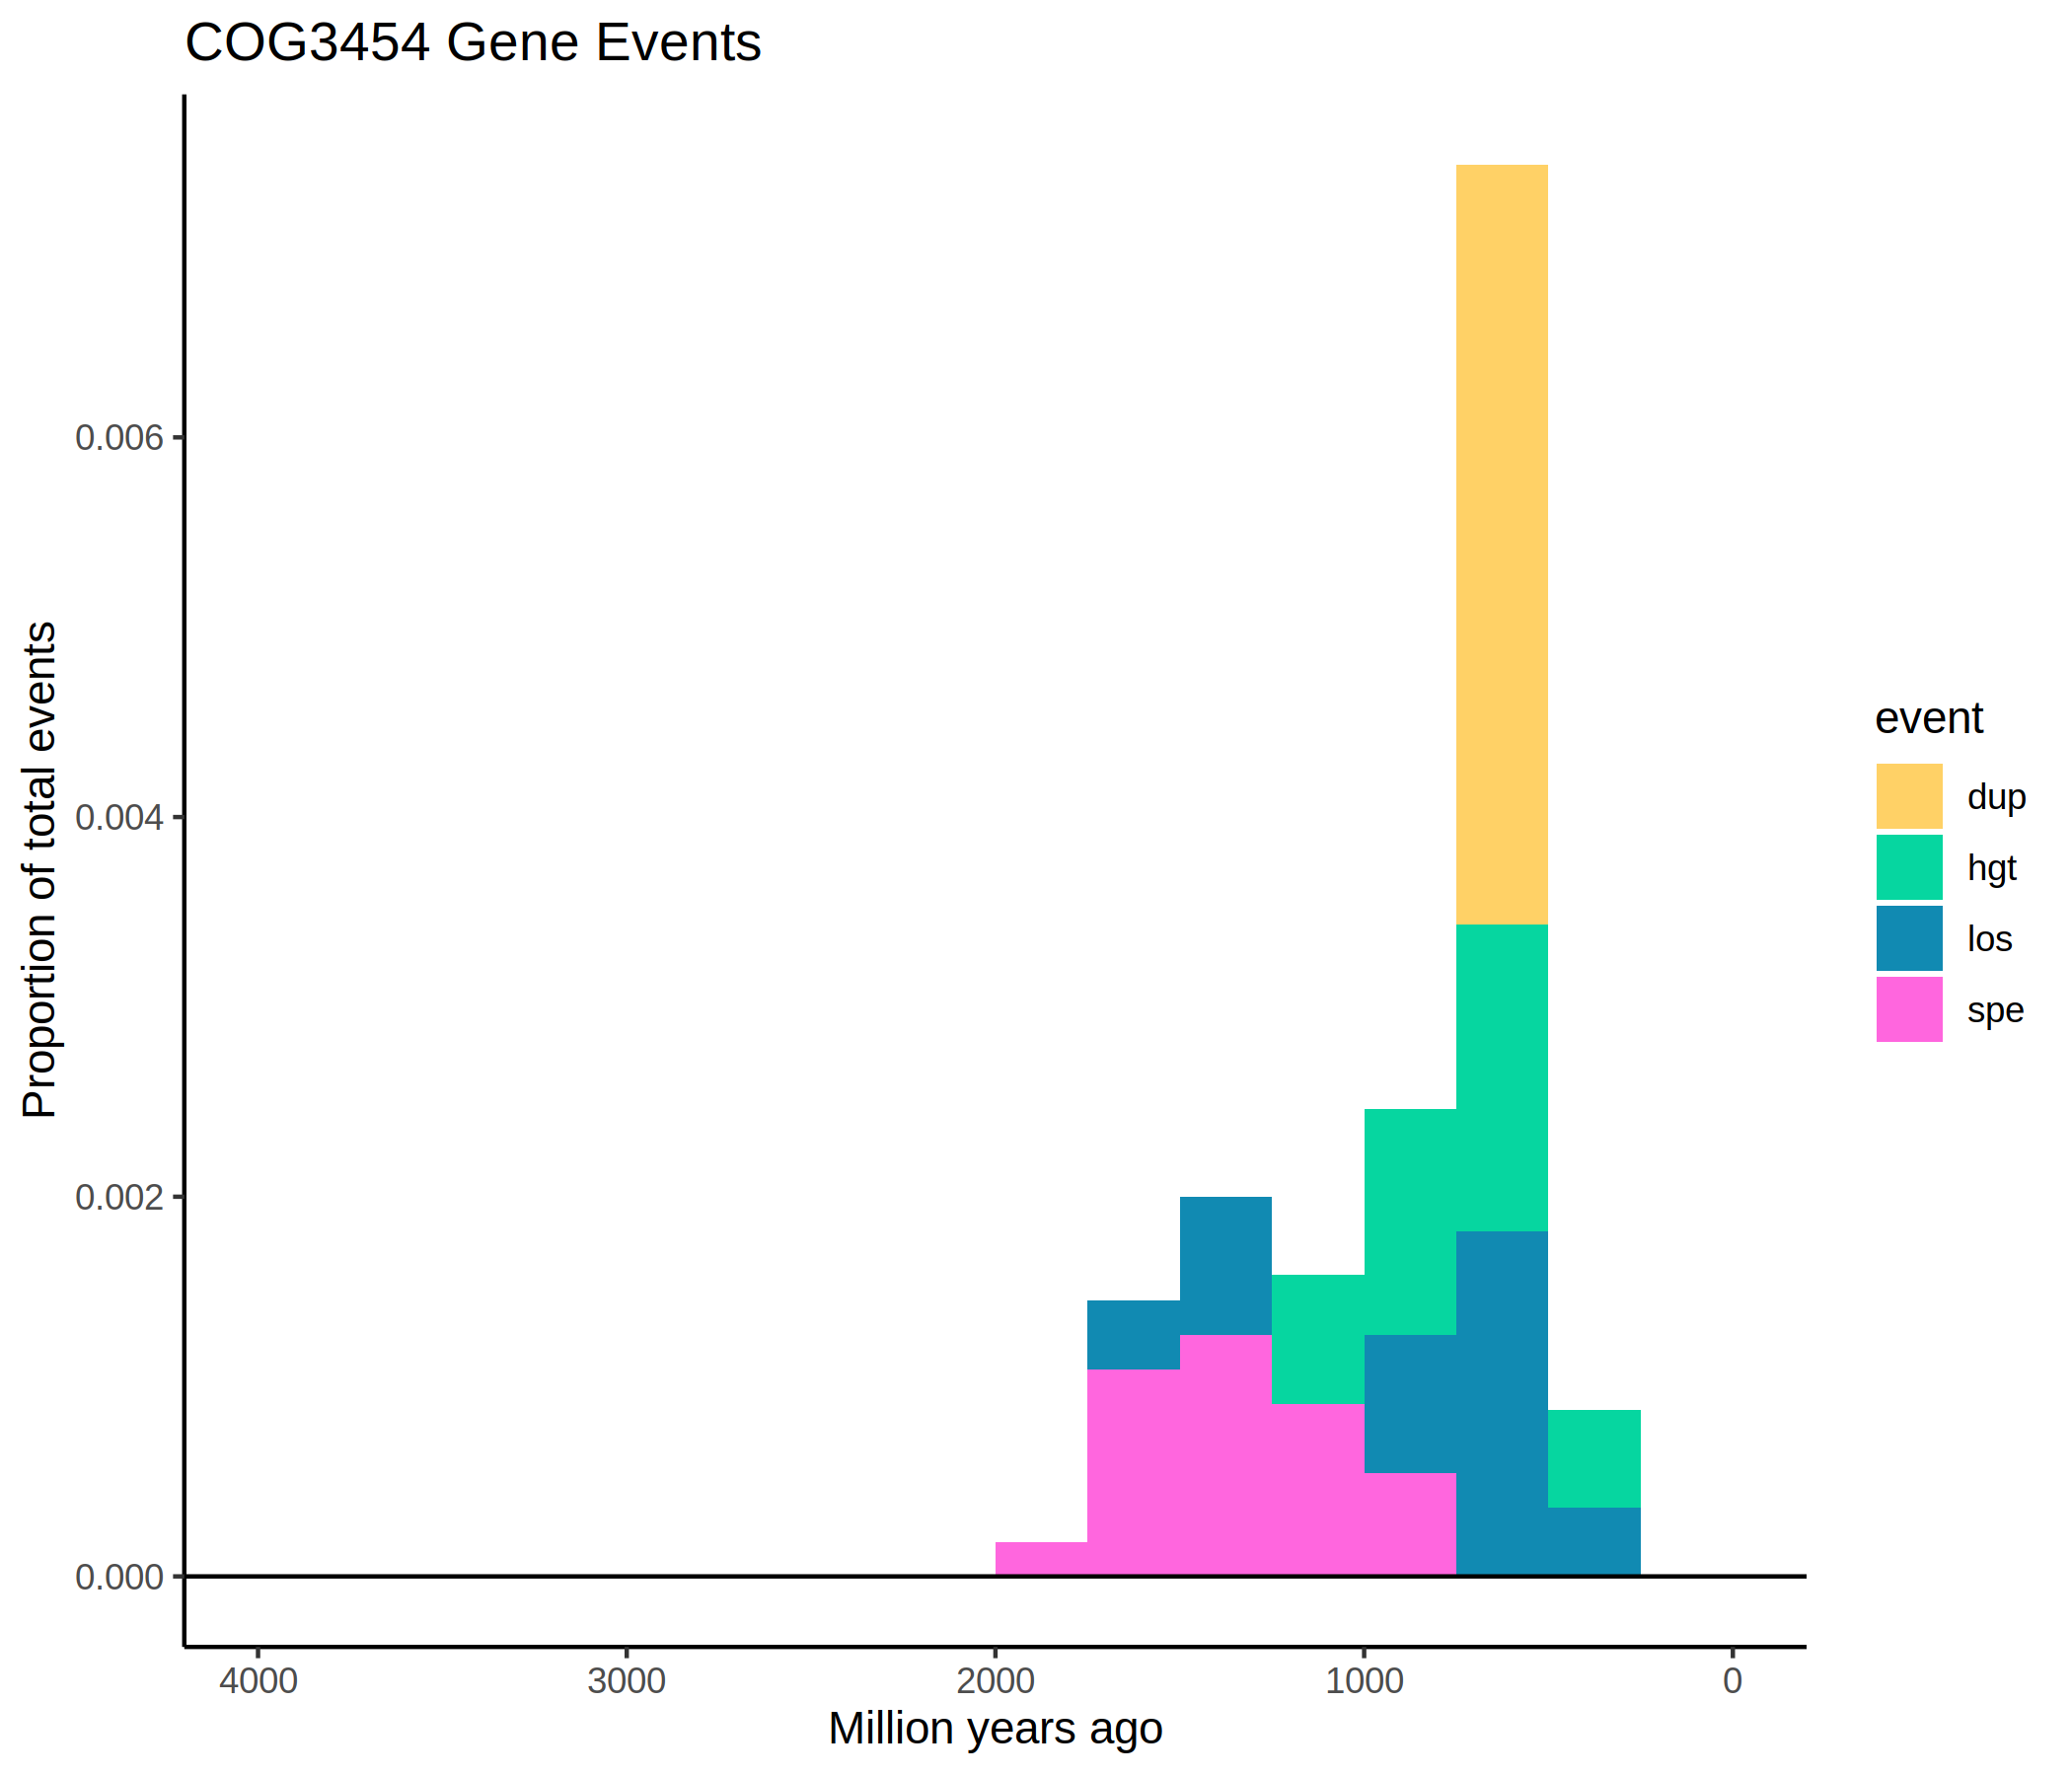 COG3454 Gene Events
Proportion of total events
0.006
0.004
0.002
0.000
4000 3000 2000 1000 0
Million years ago
event
dup
hgt
los
spe